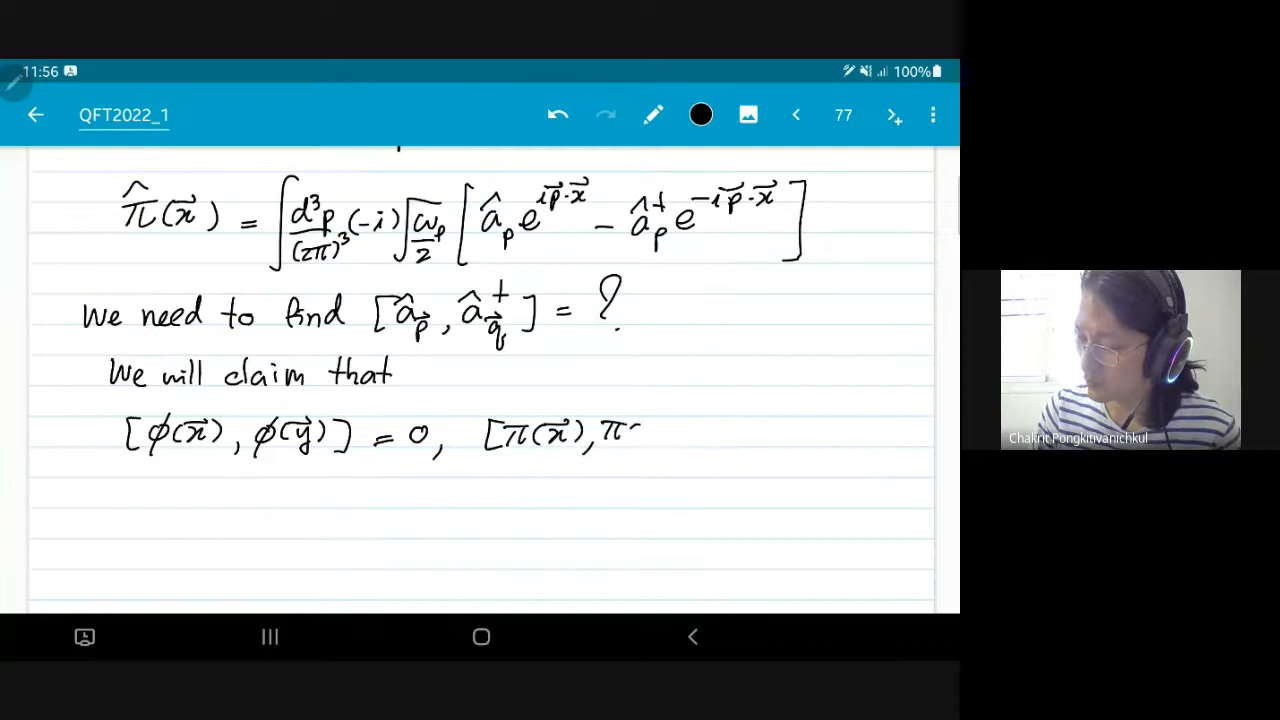 11:56 100%
QFT2022_1 77
π̂(x⃗) = ∫ d³p/(2π)³ (-i) √(ω_p/2) [ â_p e^{ip⃗·x⃗} - â_p^† e^{-ip⃗·x⃗} ]
We need to find [â_p⃗, â_q⃗^†] = ?
We will claim that
[φ(x⃗), φ(y⃗)] = 0, [π(x⃗), π
Chakrit Pongkitivanichkul